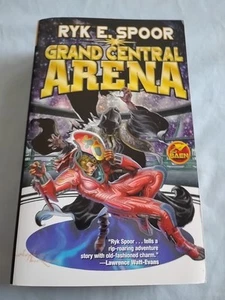 RYK E. SPOOR
GRAND CENTRAL
ARENA
BAEN
"Ryk Spoor ... tells a
rip-roaring adventure
story with old-fashioned charm."
—Lawrence Watt-Evans